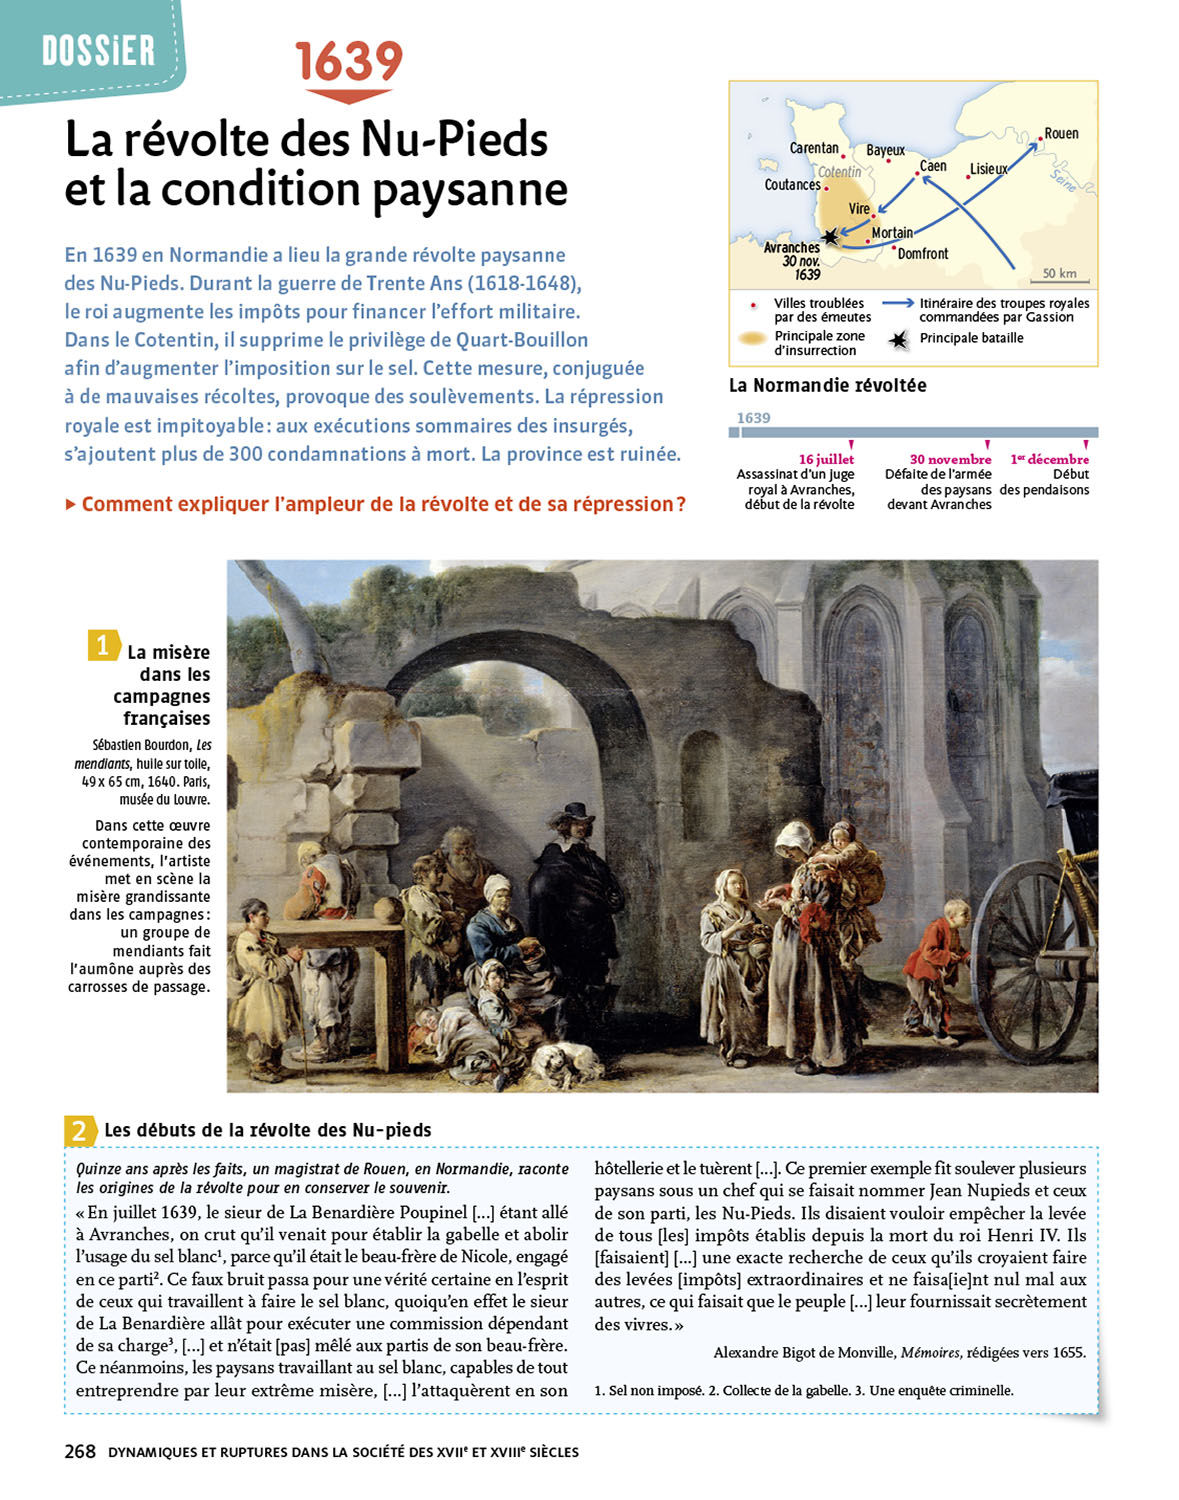 DOSSiER
1639
La révolte des Nu-Pieds
et la condition paysanne
En 1639 en Normandie a lieu la grande révolte paysanne
des Nu-Pieds. Durant la guerre de Trente Ans (1618-1648),
le roi augmente les impôts pour financer l’effort militaire.
Dans le Cotentin, il supprime le privilège de Quart-Bouillon
afin d’augmenter l’imposition sur le sel. Cette mesure, conjuguée
à de mauvaises récoltes, provoque des soulèvements. La répression
royale est impitoyable : aux exécutions sommaires des insurgés,
s’ajoutent plus de 300 condamnations à mort. La province est ruinée.
▶ Comment expliquer l’ampleur de la révolte et de sa répression ?
Rouen
Carentan
Bayeux
Caen
Cotentin
Lisieux
Seine
Coutances
Vire
Mortain
Avranches
30 nov.
1639
Domfront
50 km
Villes troublées
par des émeutes
Itinéraire des troupes royales
commandées par Gassion
Principale zone
d’insurrection
Principale bataille
La Normandie révoltée
1639
16 juillet
Assassinat d’un juge
royal à Avranches,
début de la révolte
30 novembre
Défaite de l’armée
des paysans
devant Avranches
1er décembre
Début
des pendaisons
1 La misère
dans les
campagnes
françaises
Sébastien Bourdon, Les
mendiants, huile sur toile,
49 x 65 cm, 1640. Paris,
musée du Louvre.
Dans cette œuvre
contemporaine des
événements, l’artiste
met en scène la
misère grandissante
dans les campagnes :
un groupe de
mendiants fait
l’aumône auprès des
carrosses de passage.
2 Les débuts de la révolte des Nu-pieds
Quinze ans après les faits, un magistrat de Rouen, en Normandie, raconte
les origines de la révolte pour en conserver le souvenir.
« En juillet 1639, le sieur de La Benardière Poupinel [...] étant allé
à Avranches, on crut qu’il venait pour établir la gabelle et abolir
l’usage du sel blanc¹, parce qu’il était le beau-frère de Nicole, engagé
en ce parti². Ce faux bruit passa pour une vérité certaine en l’esprit
de ceux qui travaillent à faire le sel blanc, quoiqu’en effet le sieur
de La Benardière allât pour exécuter une commission dépendant
de sa charge³, [...] et n’était [pas] mêlé aux partis de son beau-frère.
Ce néanmoins, les paysans travaillant au sel blanc, capables de tout
entreprendre par leur extrême misère, [...] l’attaquèrent en son
hôtellerie et le tuèrent [...]. Ce premier exemple fit soulever plusieurs
paysans sous un chef qui se faisait nommer Jean Nupieds et ceux
de son parti, les Nu-Pieds. Ils disaient vouloir empêcher la levée
de tous [les] impôts établis depuis la mort du roi Henri IV. Ils
[faisaient] [...] une exacte recherche de ceux qu’ils croyaient faire
des levées [impôts] extraordinaires et ne faisa[ie]nt nul mal aux
autres, ce qui faisait que le peuple [...] leur fournissait secrètement
des vivres. »
Alexandre Bigot de Monville, Mémoires, rédigées vers 1655.
1. Sel non imposé. 2. Collecte de la gabelle. 3. Une enquête criminelle.
268 DYNAMIQUES ET RUPTURES DANS LA SOCIÉTÉ DES XVIIe ET XVIIIe SIÈCLES